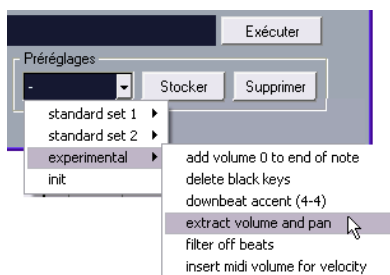 Exécuter
Préréglages
-
Stocker
Supprimer
standard set 1
standard set 2
experimental
init
add volume 0 to end of note
delete black keys
downbeat accent (4-4)
extract volume and pan
filter off beats
insert midi volume for velocity